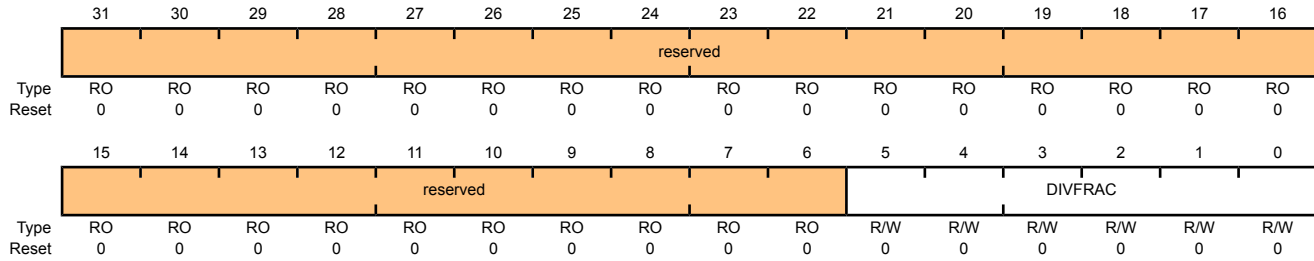 31 30 29 28 27 26 25 24 23 22 21 20 19 18 17 16
reserved
Type RO RO RO RO RO RO RO RO RO RO RO RO RO RO RO RO
Reset 0 0 0 0 0 0 0 0 0 0 0 0 0 0 0 0
15 14 13 12 11 10 9 8 7 6 5 4 3 2 1 0
reserved DIVFRAC
Type RO RO RO RO RO RO RO RO RO RO R/W R/W R/W R/W R/W R/W
Reset 0 0 0 0 0 0 0 0 0 0 0 0 0 0 0 0